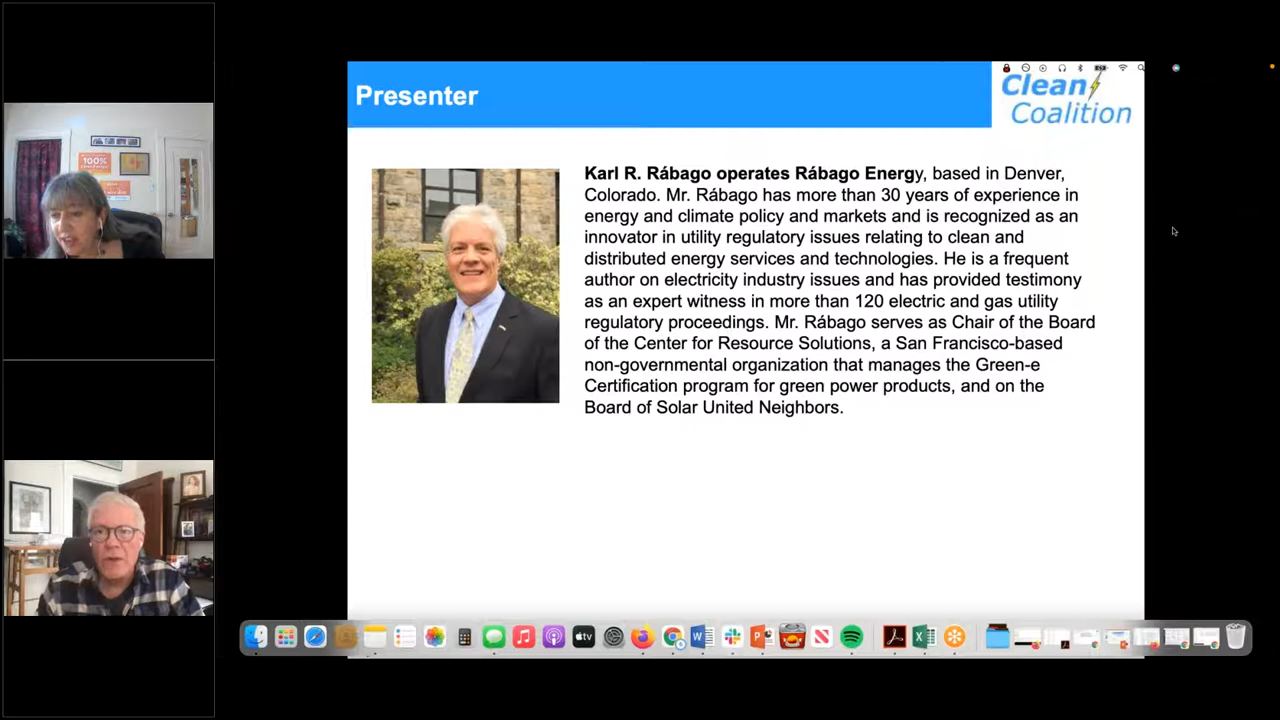 100%
Presenter
Clean
Coalition
Karl R. Rábago operates Rábago Energy, based in Denver,
Colorado. Mr. Rábago has more than 30 years of experience in
energy and climate policy and markets and is recognized as an
innovator in utility regulatory issues relating to clean and
distributed energy services and technologies. He is a frequent
author on electricity industry issues and has provided testimony
as an expert witness in more than 120 electric and gas utility
regulatory proceedings. Mr. Rábago serves as Chair of the Board
of the Center for Resource Solutions, a San Francisco-based
non-governmental organization that manages the Green-e
Certification program for green power products, and on the
Board of Solar United Neighbors.
tv